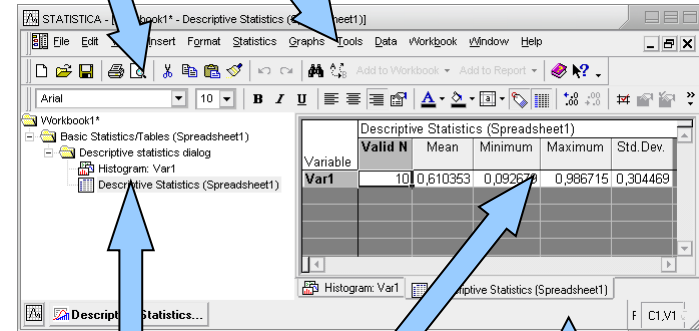 STATISTICA - [Workbook1* - Descriptive Statistics (Spreadsheet1)]
File Edit Insert Format Statistics Graphs Tools Data Workbook Window Help
Add to Workbook Add to Report
Arial 10 B I U A
Workbook1*
Basic Statistics/Tables (Spreadsheet1)
Descriptive statistics dialog
Histogram: Var1
Descriptive Statistics (Spreadsheet1)
Descriptive Statistics (Spreadsheet1)
Variable Valid N Mean Minimum Maximum Std.Dev.
Var1 10 0,610353 0,092679 0,986715 0,304469
Histogram: Var1 Descriptive Statistics (Spreadsheet1)
Descriptive Statistics... F C1,V1